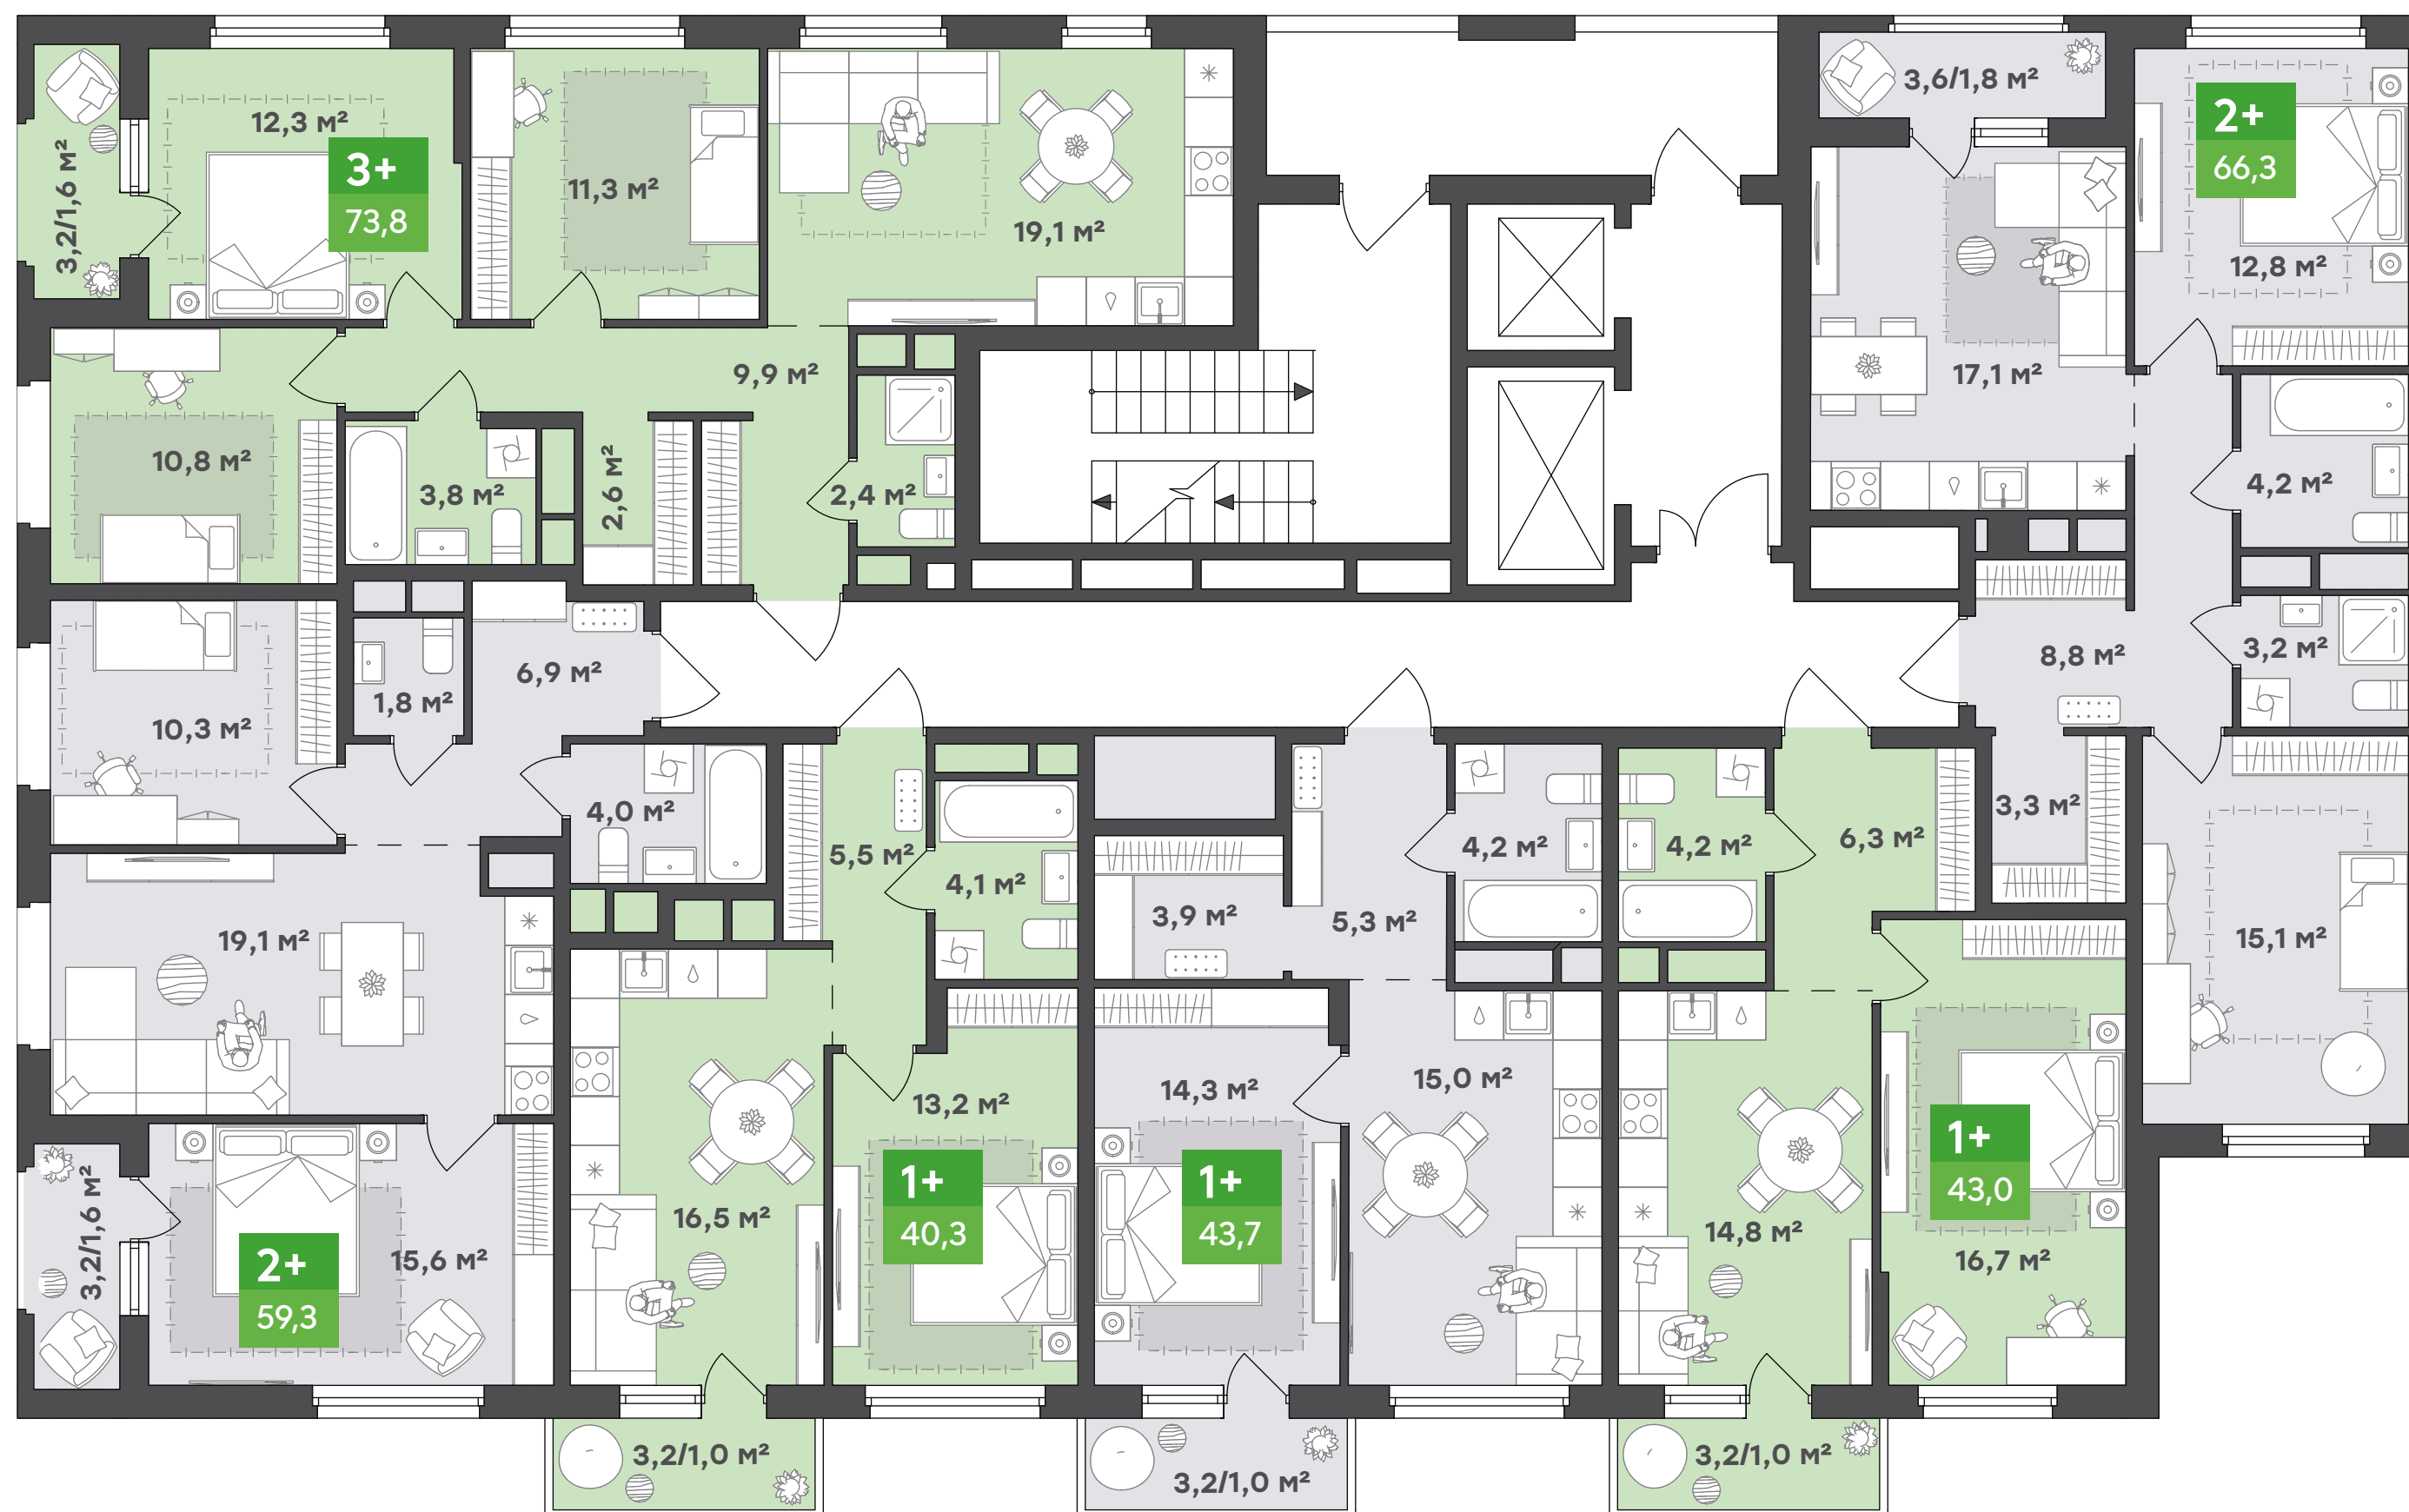 3,6/1,8 м²
2+
66,3
12,3 м²
3+
73,8
11,3 м²
3,2/1,6 м²
19,1 м²
12,8 м²
9,9 м²
17,1 м²
10,8 м²
3,8 м²
2,6 м²
2,4 м²
4,2 м²
6,9 м²
8,8 м²
3,2 м²
1,8 м²
10,3 м²
4,0 м²
5,5 м²
4,2 м²
4,2 м²
6,3 м²
3,3 м²
4,1 м²
3,9 м²
5,3 м²
19,1 м²
15,1 м²
13,2 м²
14,3 м²
15,0 м²
1+
43,0
1+
40,3
1+
43,7
3,2/1,6 м²
16,5 м²
14,8 м²
2+
59,3
15,6 м²
16,7 м²
3,2/1,0 м²
3,2/1,0 м²
3,2/1,0 м²